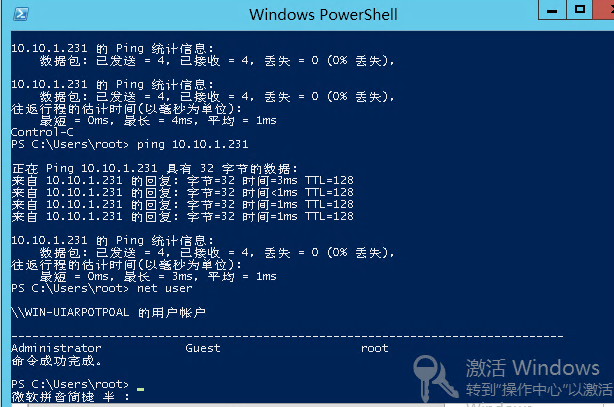 Windows PowerShell
10.10.1.231 的 Ping 统计信息:
数据包: 已发送 = 4, 已接收 = 4, 丢失 = 0 (0% 丢失),
10.10.1.231 的 Ping 统计信息:
数据包: 已发送 = 4, 已接收 = 4, 丢失 = 0 (0% 丢失),
往返行程的估计时间(以毫秒为单位):
最短 = 0ms, 最长 = 4ms, 平均 = 1ms
Control-C
PS C:\Users\root> ping 10.10.1.231
正在 Ping 10.10.1.231 具有 32 字节的数据:
来自 10.10.1.231 的回复: 字节=32 时间=3ms TTL=128
来自 10.10.1.231 的回复: 字节=32 时间<1ms TTL=128
来自 10.10.1.231 的回复: 字节=32 时间=1ms TTL=128
来自 10.10.1.231 的回复: 字节=32 时间=1ms TTL=128
10.10.1.231 的 Ping 统计信息:
数据包: 已发送 = 4, 已接收 = 4, 丢失 = 0 (0% 丢失),
往返行程的估计时间(以毫秒为单位):
最短 = 0ms, 最长 = 3ms, 平均 = 1ms
PS C:\Users\root> net user
\\WIN-UIARPOTPOAL 的用户帐户
-------------------------------------------------------------------------------
Administrator Guest root
命令成功完成。
PS C:\Users\root>
微软拼音简捷 半 :
激活 Windows
转到"操作中心"以激活
Windows